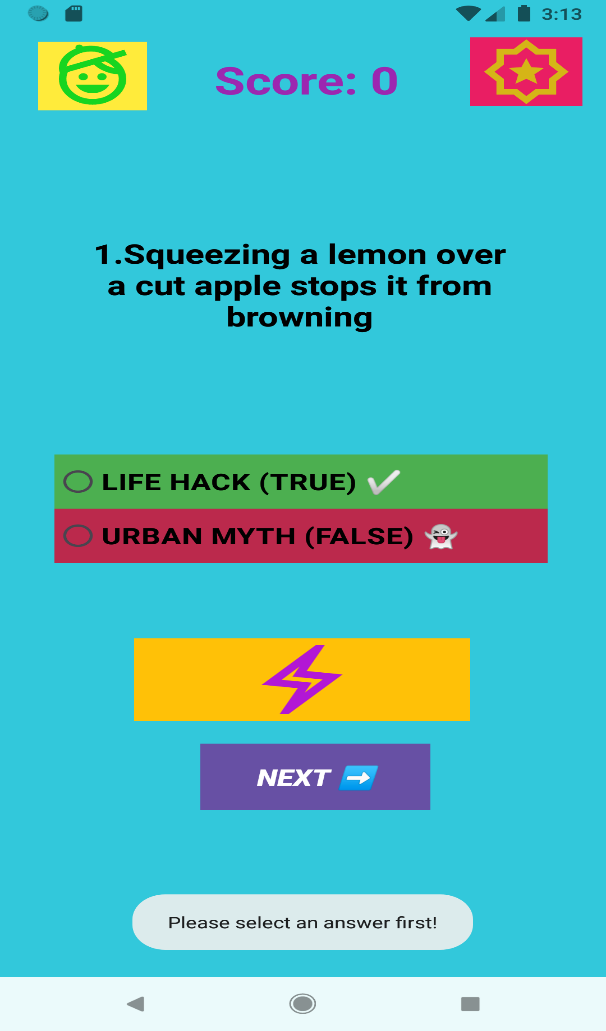 3:13
Score: 0
1.Squeezing a lemon over
a cut apple stops it from
browning
LIFE HACK (TRUE) ✔️
URBAN MYTH (FALSE) 👻
NEXT ➡️
Please select an answer first!